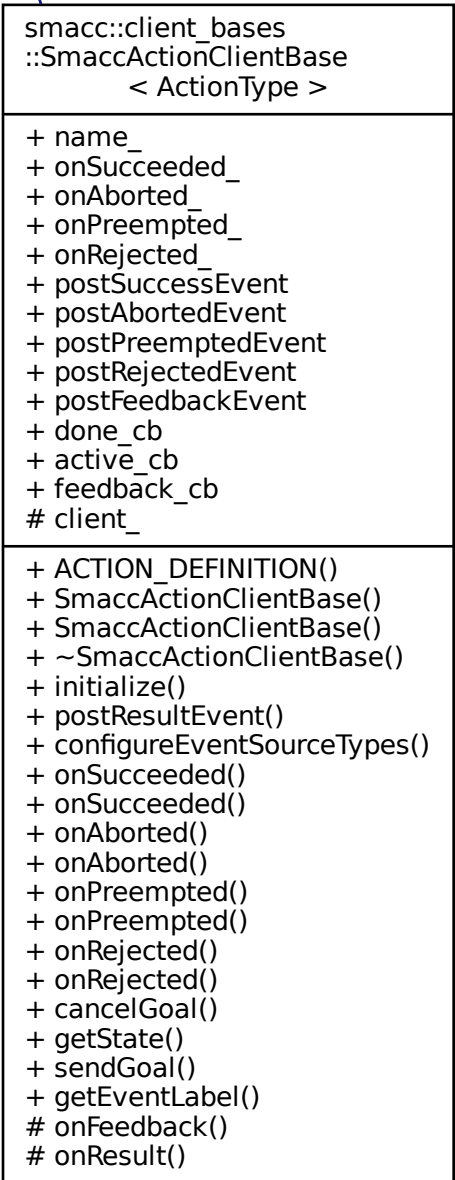 smacc::client_bases
::SmaccActionClientBase
< ActionType >
+ name_
+ onSucceeded_
+ onAborted_
+ onPreempted_
+ onRejected_
+ postSuccessEvent
+ postAbortedEvent
+ postPreemptedEvent
+ postRejectedEvent
+ postFeedbackEvent
+ done_cb
+ active_cb
+ feedback_cb
# client_
+ ACTION_DEFINITION()
+ SmaccActionClientBase()
+ SmaccActionClientBase()
+ ~SmaccActionClientBase()
+ initialize()
+ postResultEvent()
+ configureEventSourceTypes()
+ onSucceeded()
+ onSucceeded()
+ onAborted()
+ onAborted()
+ onPreempted()
+ onPreempted()
+ onRejected()
+ onRejected()
+ cancelGoal()
+ getState()
+ sendGoal()
+ getEventLabel()
# onFeedback()
# onResult()